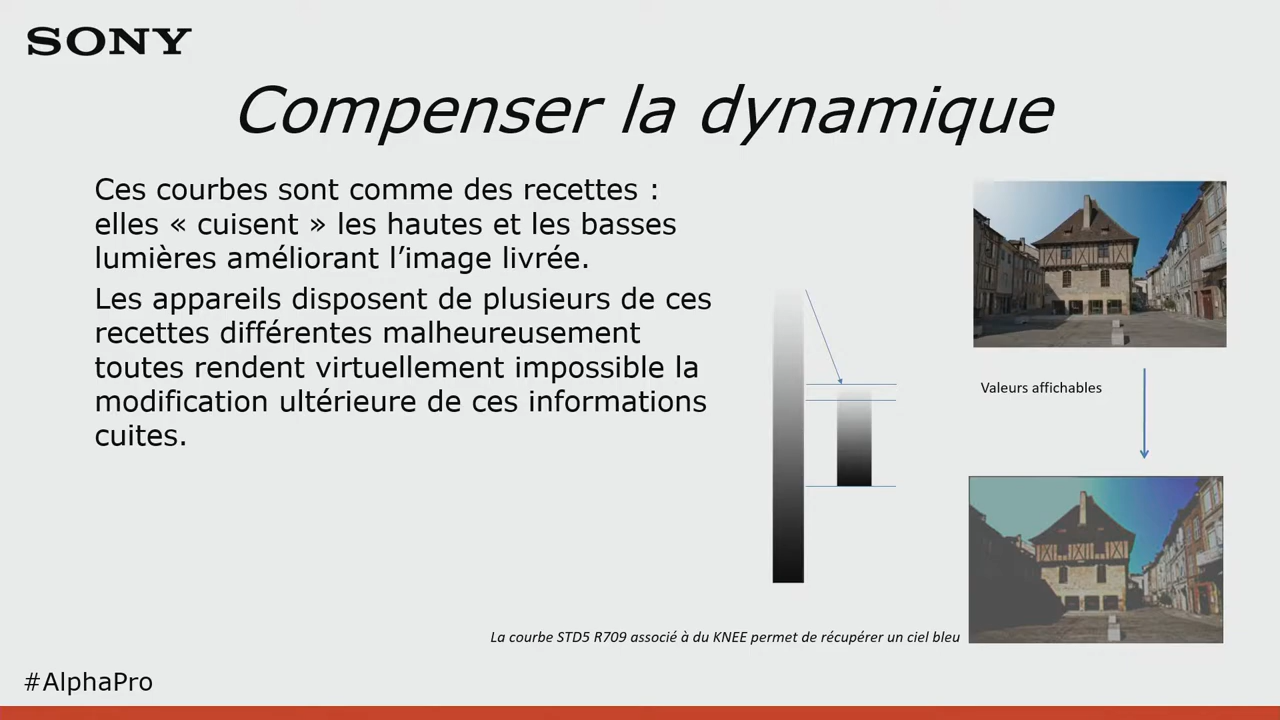 SONY
Compenser la dynamique
Ces courbes sont comme des recettes :
elles « cuisent » les hautes et les basses
lumières améliorant l’image livrée.
Les appareils disposent de plusieurs de ces
recettes différentes malheureusement
toutes rendent virtuellement impossible la
modification ultérieure de ces informations
cuites.
Valeurs affichables
La courbe STD5 R709 associé à du KNEE permet de récupérer un ciel bleu
#AlphaPro